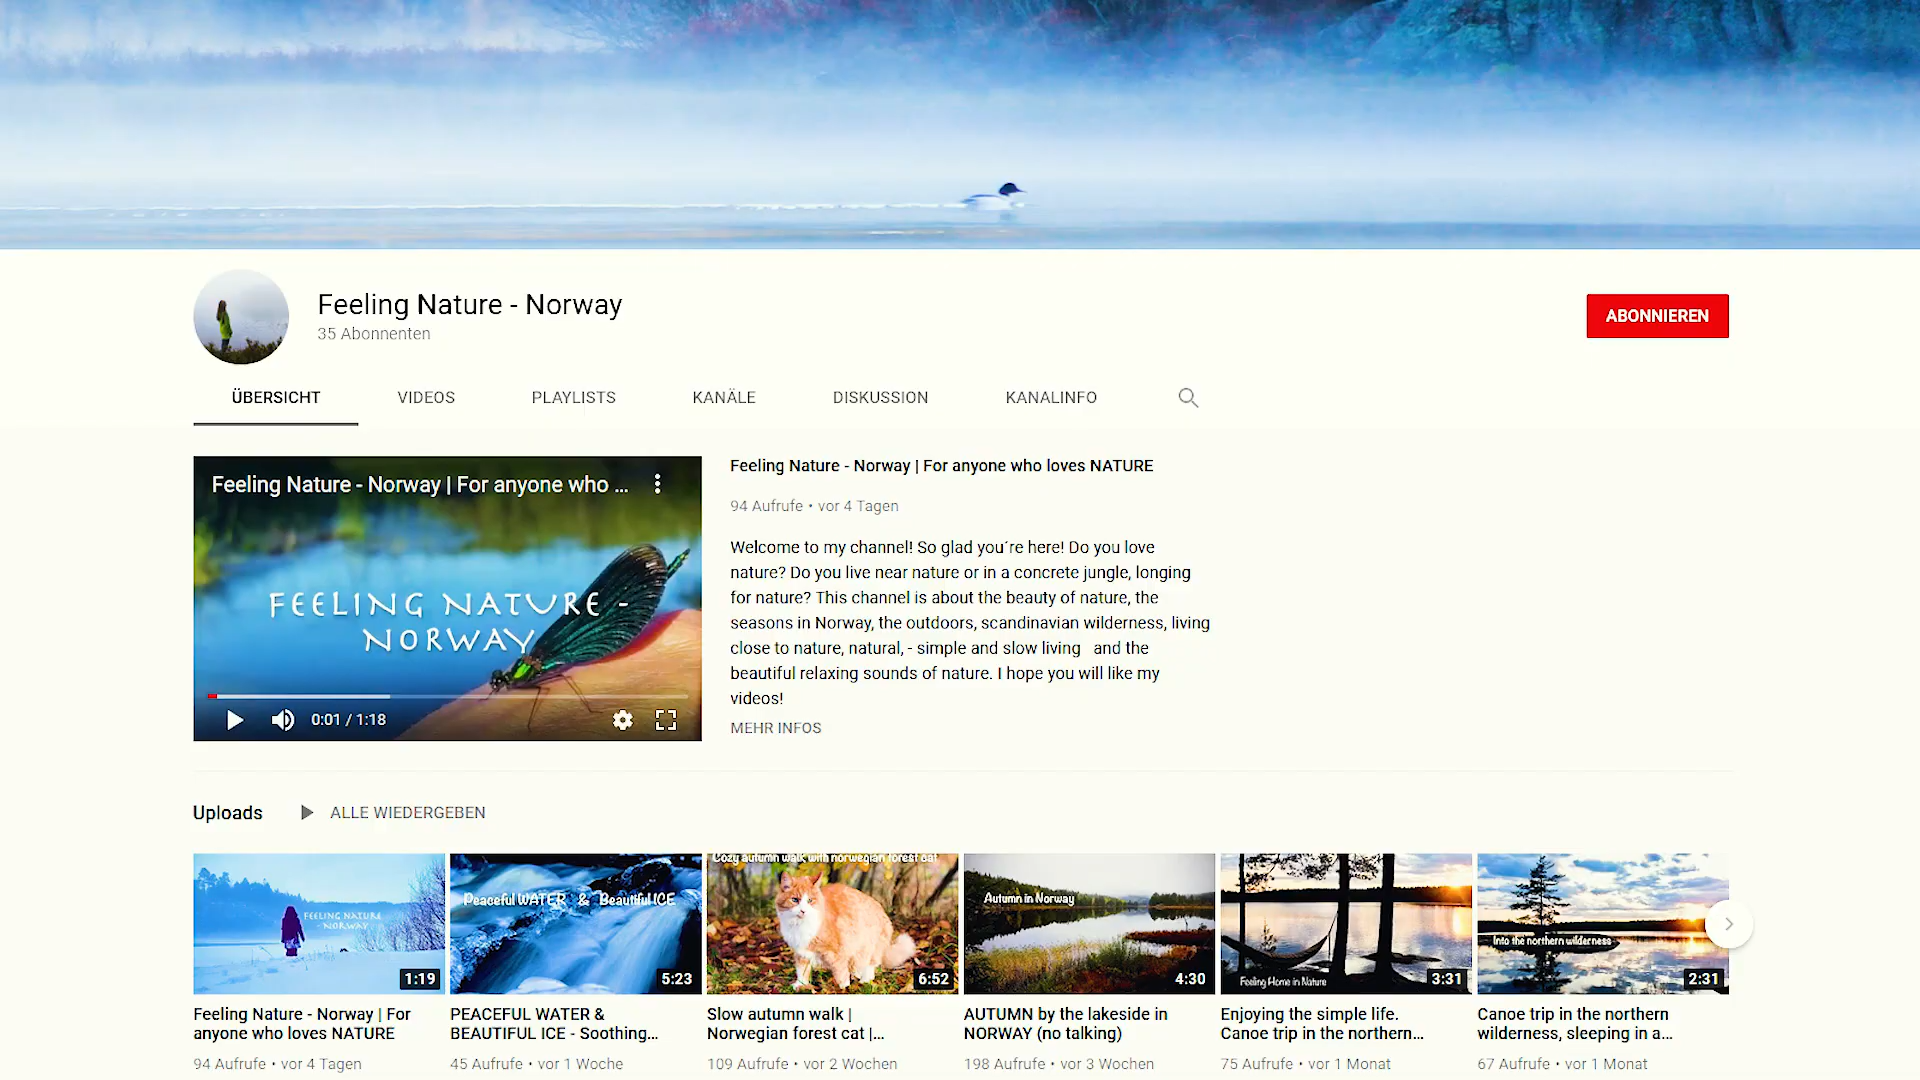 Feeling Nature - Norway
35 Abonnenten
ABONNIEREN
ÜBERSICHT
VIDEOS
PLAYLISTS
KANÄLE
DISKUSSION
KANALINFO
Feeling Nature - Norway | For anyone who ...
FEELING NATURE -
NORWAY
0:01 / 1:18
Feeling Nature - Norway | For anyone who loves NATURE
94 Aufrufe • vor 4 Tagen
Welcome to my channel! So glad you´re here! Do you love
nature? Do you live near nature or in a concrete jungle, longing
for nature? This channel is about the beauty of nature, the
seasons in Norway, the outdoors, scandinavian wilderness, living
close to nature, natural, - simple and slow living and the
beautiful relaxing sounds of nature. I hope you will like my
videos!
MEHR INFOS
Uploads
ALLE WIEDERGEBEN
FEELING NATURE
- NORWAY
1:19
Feeling Nature - Norway | For
anyone who loves NATURE
94 Aufrufe • vor 4 Tagen
Peaceful WATER & Beautiful ICE
5:23
PEACEFUL WATER &
BEAUTIFUL ICE - Soothing...
45 Aufrufe • vor 1 Woche
Cozy autumn walk with norwegian forest cat
6:52
Slow autumn walk |
Norwegian forest cat |...
109 Aufrufe • vor 2 Wochen
Autumn in Norway
4:30
AUTUMN by the lakeside in
NORWAY (no talking)
198 Aufrufe • vor 3 Wochen
Feeling Home in Nature
3:31
Enjoying the simple life.
Canoe trip in the northern...
75 Aufrufe • vor 1 Monat
Into the northern wilderness
2:31
Canoe trip in the northern
wilderness, sleeping in a...
67 Aufrufe • vor 1 Monat